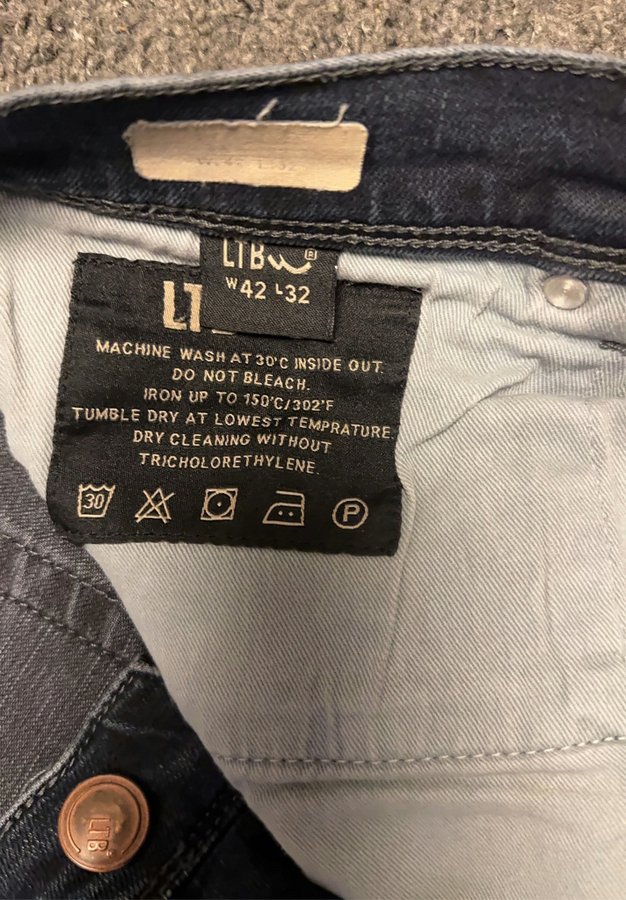 LTB ®
W42 L32
LT
MACHINE WASH AT 30°C INSIDE OUT.
DO NOT BLEACH.
IRON UP TO 150°C/302°F
TUMBLE DRY AT LOWEST TEMPRATURE
DRY CLEANING WITHOUT
TRICHOLORETHYLENE.
30
P
LTB